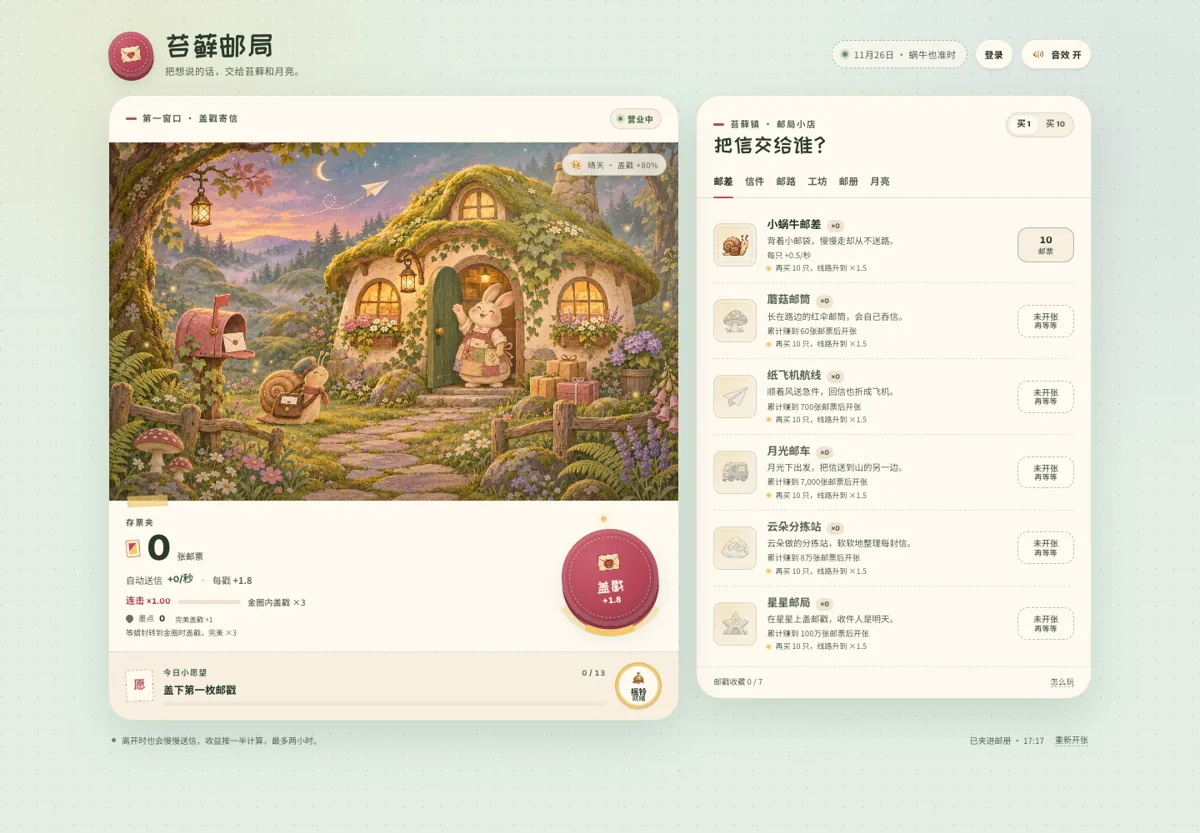 苔藓邮局
把想说的话，交给苔藓和月亮。
11月26日 · 蜗牛也准时
登录
音效 开
第一窗口 · 盖戳寄信
营业中
晴天 · 盖戳 +80%
存票夹
0 张邮票
自动送信 +0/秒 · 每戳 +1.8
连击 ×1.00 金圈内盖戳 ×3
墨点 0 完美盖戳 +1
等蜡封转到金圈时盖戳，完美 ×3
盖戳
+1.8
愿
今日小愿望
0 / 13
盖下第一枚邮戳
摇铃
就绪
苔藓镇 · 邮局小店
买 1 买 10
把信交给谁？
邮差 信件 邮路 工坊 邮册 月亮
小蜗牛邮差 ×0
背着小邮袋，慢慢走却从不迷路。
每只 +0.5/秒
再买 10 只，线路升到 ×1.5
10
邮票
蘑菇邮筒 ×0
长在路边的红伞邮筒，会自己吞信。
累计赚到 60张邮票后开张
再买 10 只，线路升到 ×1.5
未开张
再等等
纸飞机航线 ×0
顺着风送急件，回信也折成飞机。
累计赚到 700张邮票后开张
再买 10 只，线路升到 ×1.5
未开张
再等等
月光邮车 ×0
月光下出发，把信送到山的另一边。
累计赚到 7,000张邮票后开张
再买 10 只，线路升到 ×1.5
未开张
再等等
云朵分拣站 ×0
云朵做的分拣站，软软地整理每封信。
累计赚到 8万张邮票后开张
再买 10 只，线路升到 ×1.5
未开张
再等等
星星邮局 ×0
在星星上盖邮戳，收件人是明天。
累计赚到 100万张邮票后开张
再买 10 只，线路升到 ×1.5
未开张
再等等
邮戳收藏 0 / 7
怎么玩
离开时也会慢慢送信，收益按一半计算，最多两小时。
已夹进邮册 · 17:17
重新开张